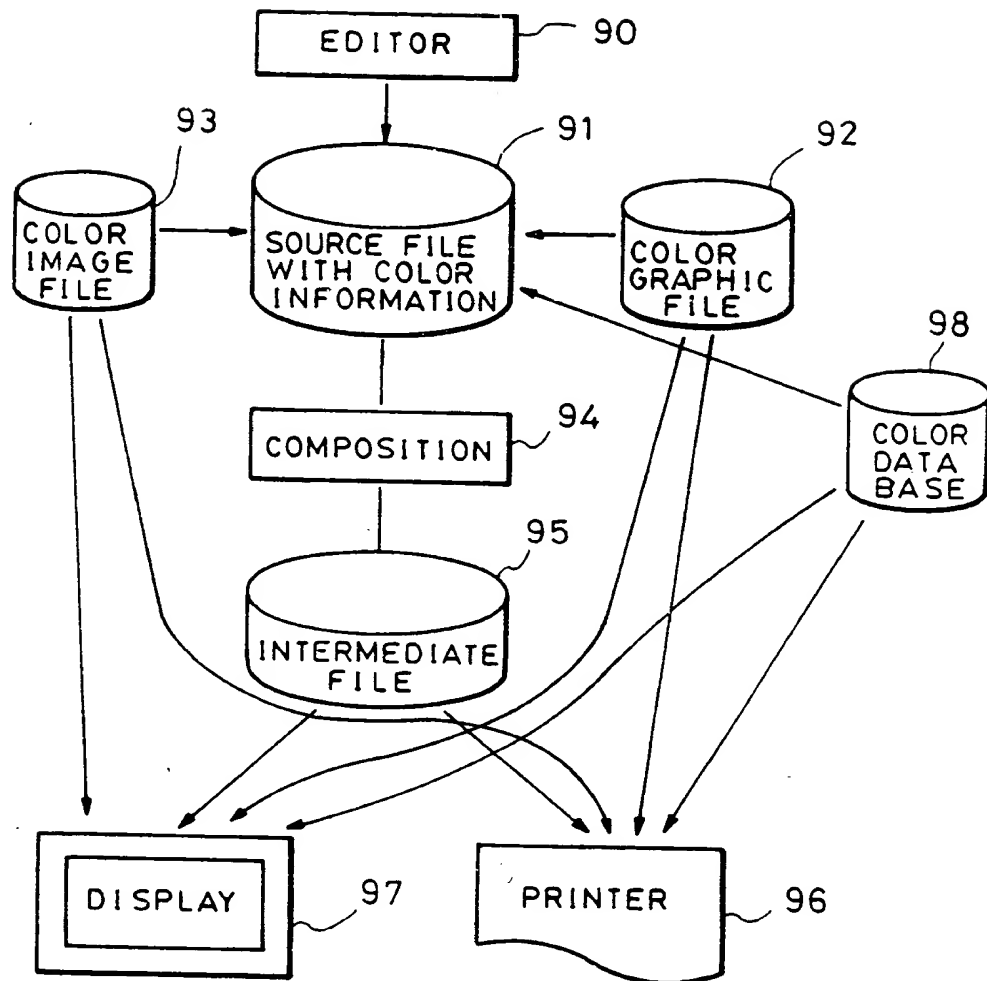 EDITOR
90
93
91
92
COLOR
IMAGE
FILE
SOURCE FILE
WITH COLOR
INFORMATION
COLOR
GRAPHIC
FILE
98
COLOR
DATA
BASE
COMPOSITION
94
95
INTERMEDIATE
FILE
DISPLAY
97
PRINTER
96